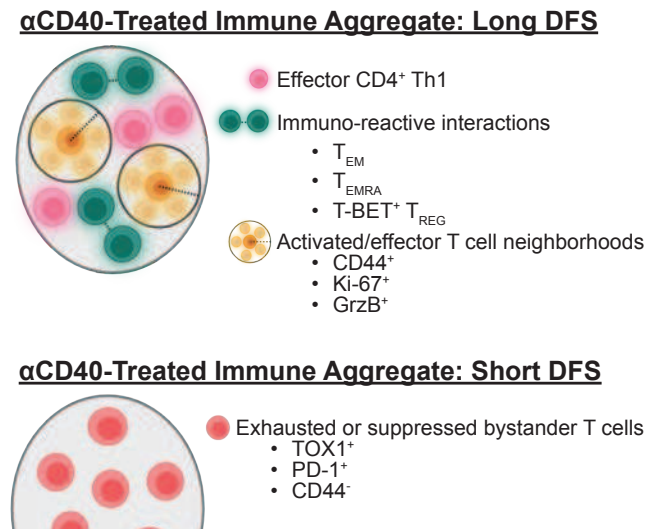 αCD40-Treated Immune Aggregate: Long DFS
Effector CD4⁺ Th1
Immuno-reactive interactions
• T_EM
• T_EMRA
• T-BET⁺ T_REG
Activated/effector T cell neighborhoods
• CD44⁺
• Ki-67⁺
• GrzB⁺
αCD40-Treated Immune Aggregate: Short DFS
Exhausted or suppressed bystander T cells
• TOX1⁺
• PD-1⁺
• CD44⁻